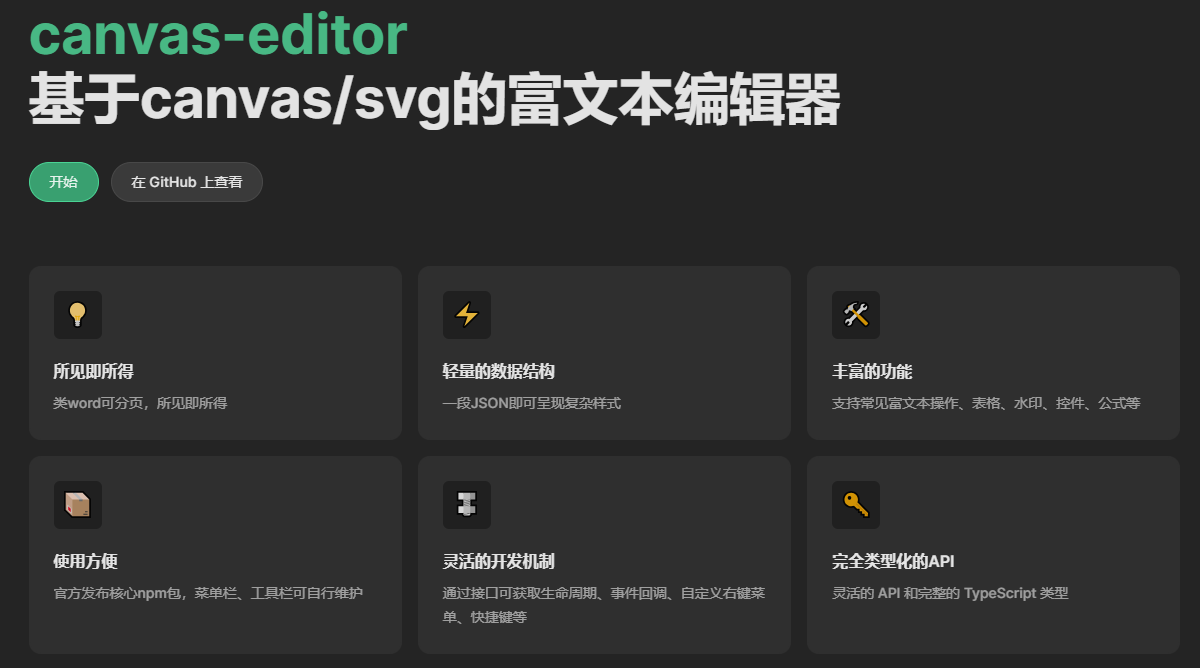 canvas-editor
基于canvas/svg的富文本编辑器
开始
在 GitHub 上查看
所见即所得
类word可分页，所见即所得
轻量的数据结构
一段JSON即可呈现复杂样式
丰富的功能
支持常见富文本操作、表格、水印、控件、公式等
使用方便
官方发布核心npm包，菜单栏、工具栏可自行维护
灵活的开发机制
通过接口可获取生命周期、事件回调、自定义右键菜
单、快捷键等
完全类型化的API
灵活的 API 和完整的 TypeScript 类型